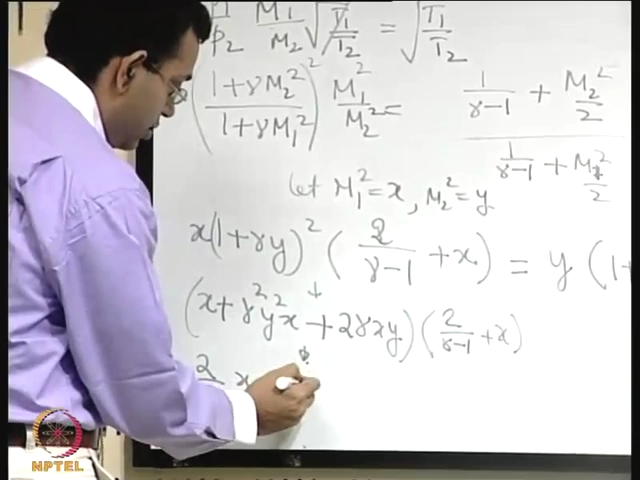 /p₂ M₁/M₂ √(T₁/T₂) = √(T₁/T₂)
((1+γM₂²)/(1+γM₁²))² M₁²/M₂² = (1/(γ-1) + M₂²/2)/(1/(γ-1) + M₁²/2)
let M₁²=x, M₂²=y
x(1+γy)² (2/(γ-1) + x) = y (1+
(x+γ²y²x + 2γxy)(2/(γ-1) + x)
2 x
NPTEL